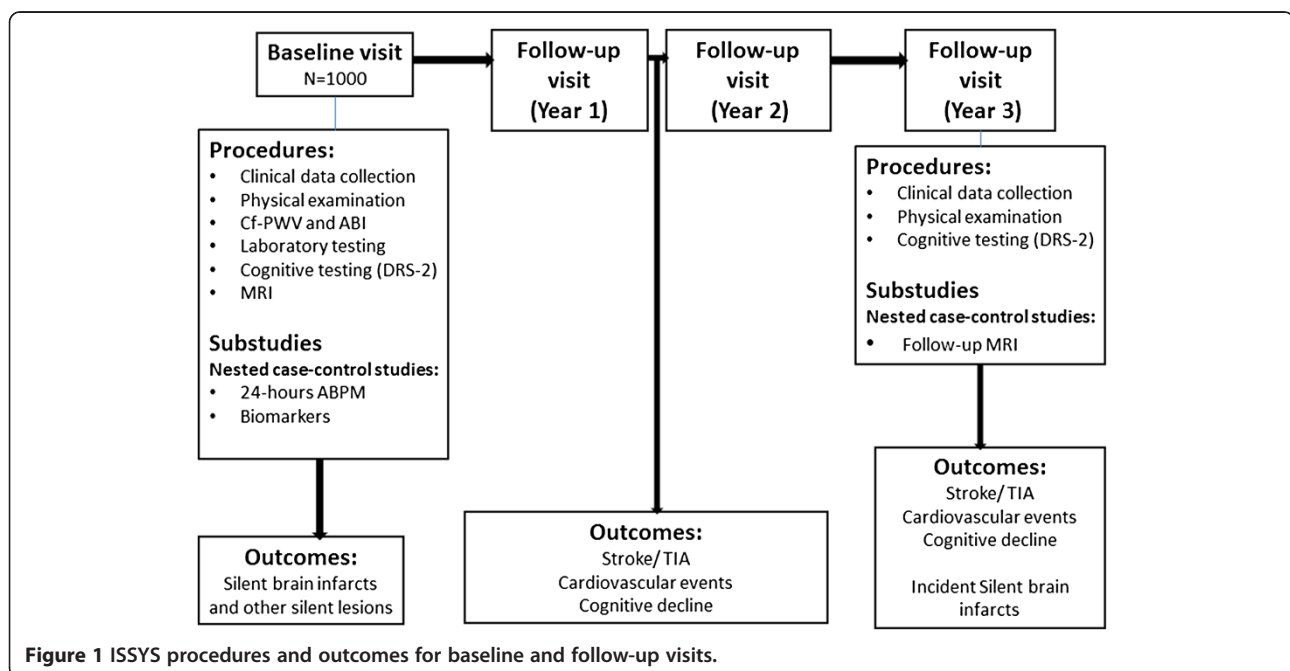 Baseline visit
N=1000
Follow-up
visit
(Year 1)
Follow-up
visit
(Year 2)
Follow-up
visit
(Year 3)
Procedures:
• Clinical data collection
• Physical examination
• Cf-PWV and ABI
• Laboratory testing
• Cognitive testing (DRS-2)
• MRI
Substudies
Nested case-control studies:
• 24-hours ABPM
• Biomarkers
Procedures:
• Clinical data collection
• Physical examination
• Cognitive testing (DRS-2)
Substudies
Nested case-control studies:
• Follow-up MRI
Outcomes:
Silent brain infarcts
and other silent lesions
Outcomes:
Stroke/ TIA
Cardiovascular events
Cognitive decline
Outcomes:
Stroke/ TIA
Cardiovascular events
Cognitive decline
Incident Silent brain
infarcts
Figure 1 ISSYS procedures and outcomes for baseline and follow-up visits.